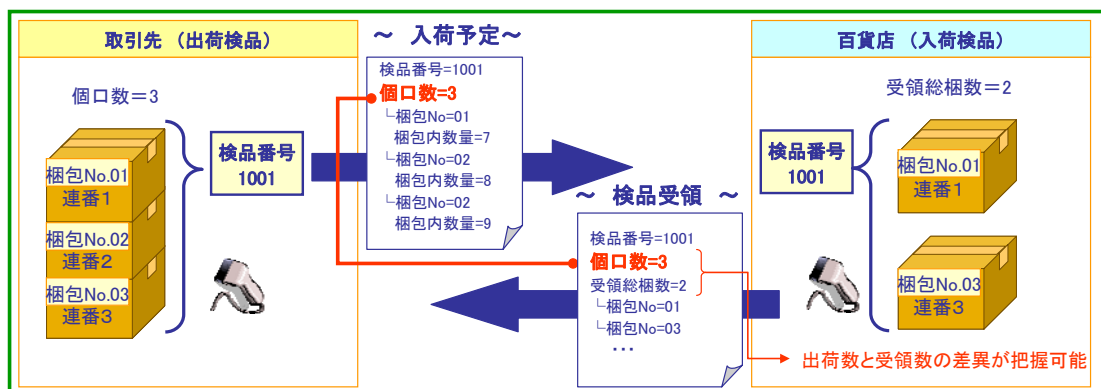 取引先 （出荷検品）
個口数＝3
梱包No.01
連番1
梱包No.02
連番2
梱包No.03
連番3
検品番号
1001
～ 入荷予定～
検品番号=1001
個口数=3
└梱包No=01
梱包内数量=7
└梱包No=02
梱包内数量=8
└梱包No=02
梱包内数量=9
～ 検品受領 ～
検品番号=1001
個口数=3
受領総梱数=2
└梱包No=01
└梱包No=03
・・・
百貨店 （入荷検品）
受領総梱数＝2
検品番号
1001
梱包No.01
連番1
梱包No.03
連番3
出荷数と受領数の差異が把握可能